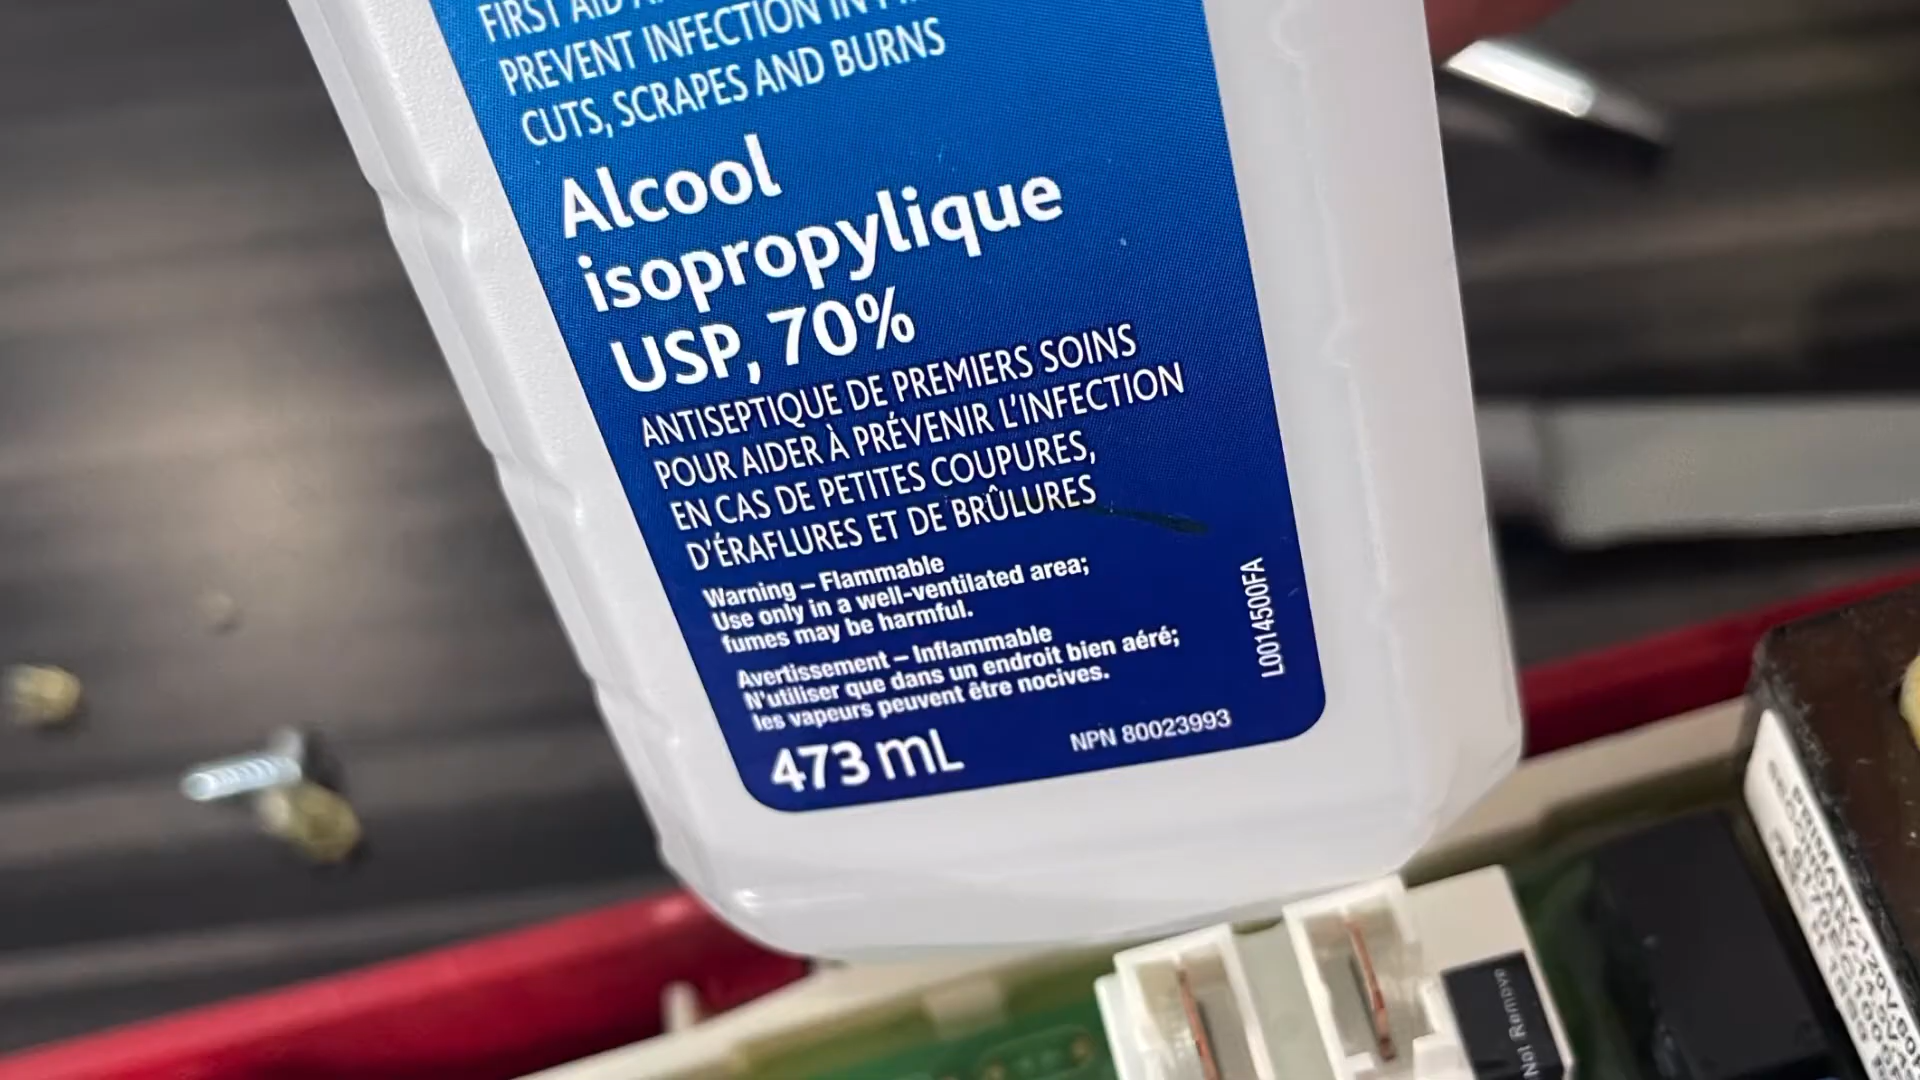 FIRST AID
PREVENT INFECTION IN
CUTS, SCRAPES AND BURNS
Alcool
isopropylique
USP, 70%
ANTISEPTIQUE DE PREMIERS SOINS
POUR AIDER À PRÉVENIR L'INFECTION
EN CAS DE PETITES COUPURES,
D'ÉRAFLURES ET DE BRÛLURES
Warning – Flammable
Use only in a well-ventilated area;
fumes may be harmful.
Avertissement – Inflammable
N'utiliser que dans un endroit bien aéré;
les vapeurs peuvent être nocives.
473 mL
NPN 80023993
L0014500FA
Not Remove